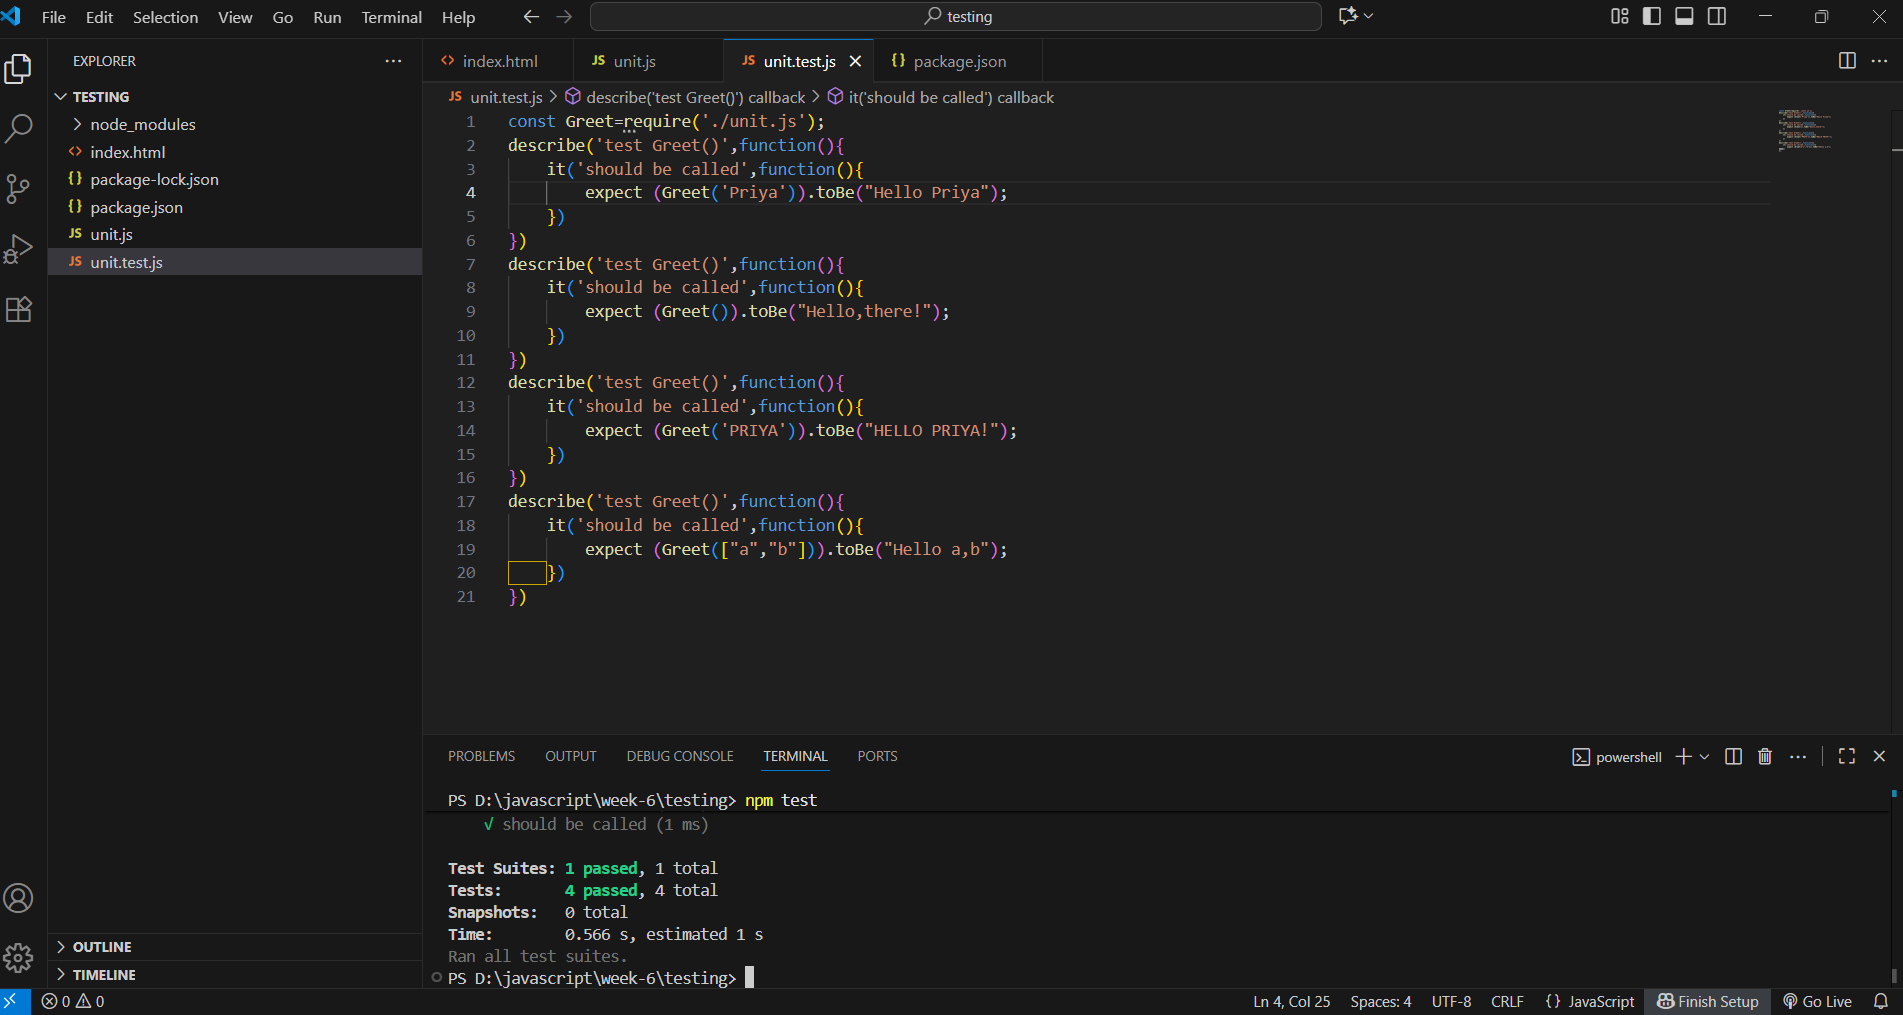 File Edit Selection View Go Run Terminal Help
testing
EXPLORER
TESTING
node_modules
index.html
package-lock.json
package.json
unit.js
unit.test.js
OUTLINE
TIMELINE
index.html
JS unit.js
JS unit.test.js
{} package.json
JS unit.test.js > describe('test Greet()') callback > it('should be called') callback
1 const Greet=require('./unit.js');
2 describe('test Greet()',function(){
3     it('should be called',function(){
4         expect (Greet('Priya')).toBe("Hello Priya");
5     })
6 })
7 describe('test Greet()',function(){
8     it('should be called',function(){
9         expect (Greet()).toBe("Hello,there!");
10     })
11 })
12 describe('test Greet()',function(){
13     it('should be called',function(){
14         expect (Greet('PRIYA')).toBe("HELLO PRIYA!");
15     })
16 })
17 describe('test Greet()',function(){
18     it('should be called',function(){
19         expect (Greet(["a","b"])).toBe("Hello a,b");
20     })
21 })
PROBLEMS OUTPUT DEBUG CONSOLE TERMINAL PORTS
powershell
PS D:\javascript\week-6\testing> npm test
√ should be called (1 ms)
Test Suites: 1 passed, 1 total
Tests:       4 passed, 4 total
Snapshots:   0 total
Time:        0.566 s, estimated 1 s
Ran all test suites.
PS D:\javascript\week-6\testing>
0 0
Ln 4, Col 25 Spaces: 4 UTF-8 CRLF {} JavaScript Finish Setup Go Live